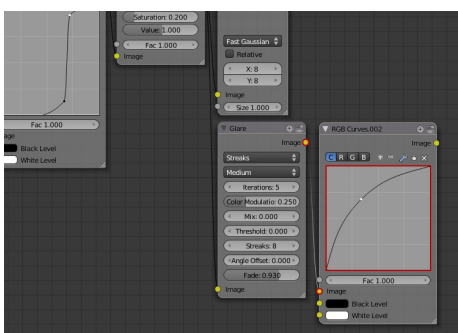 Saturation: 0.200
Value: 1.000
Fac 1.000
Image
Fac 1.000
Black Level
White Level
Fast Gaussian
Relative
X: 8
Y: 8
Image
Size 1.000
Glare
Image
Streaks
Medium
Iterations: 5
Color Modulatio: 0.250
Mix: 0.000
Threshold: 0.000
Streaks: 8
Angle Offset: 0.000
Fade: 0.930
Image
RGB Curves.002
Image
C R G B
Fac 1.000
Image
Black Level
White Level